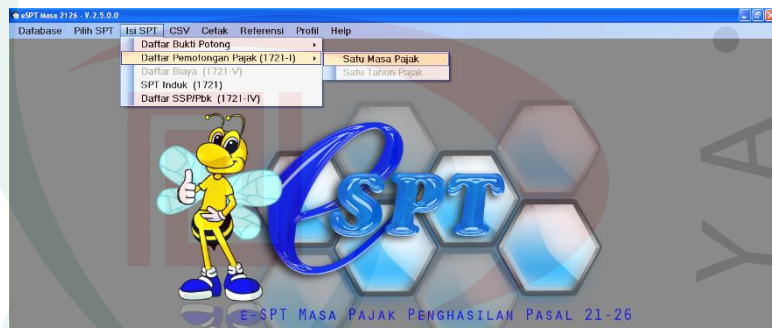 eSPT Masa 2126 - V.2.5.0.0
Database Pilih SPT Isi SPT CSV Cetak Referensi Profil Help
Daftar Bukti Potong
Daftar Pemotongan Pajak (1721-I) Satu Masa Pajak
Daftar Biaya (1721-V) Satu Tahun Pajak
SPT Induk (1721)
Daftar SSP/Pbk (1721-IV)
eSPT
e-SPT Masa Pajak Penghasilan Pasal 21-26
Y A